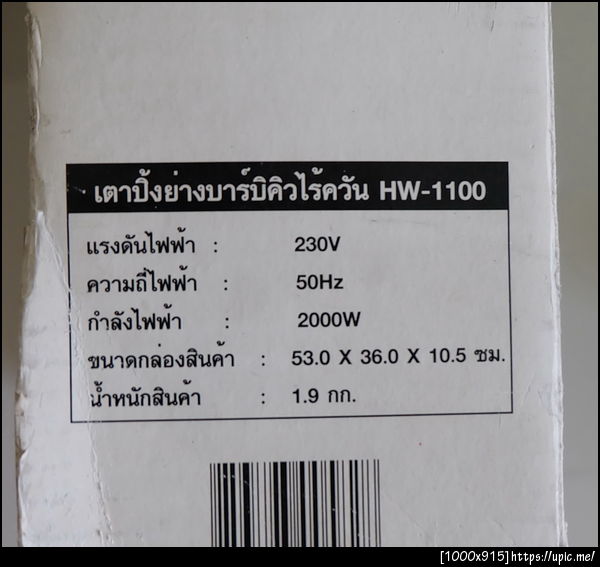 เตาปิ้งย่างบาร์บิคิวไร้ควัน HW-1100
แรงดันไฟฟ้า : 230V
ความถี่ไฟฟ้า : 50Hz
กำลังไฟฟ้า : 2000W
ขนาดกล่องสินค้า : 53.0 X 36.0 X 10.5 ซม.
น้ำหนักสินค้า : 1.9 กก.
[1000x915]https://upic.me/